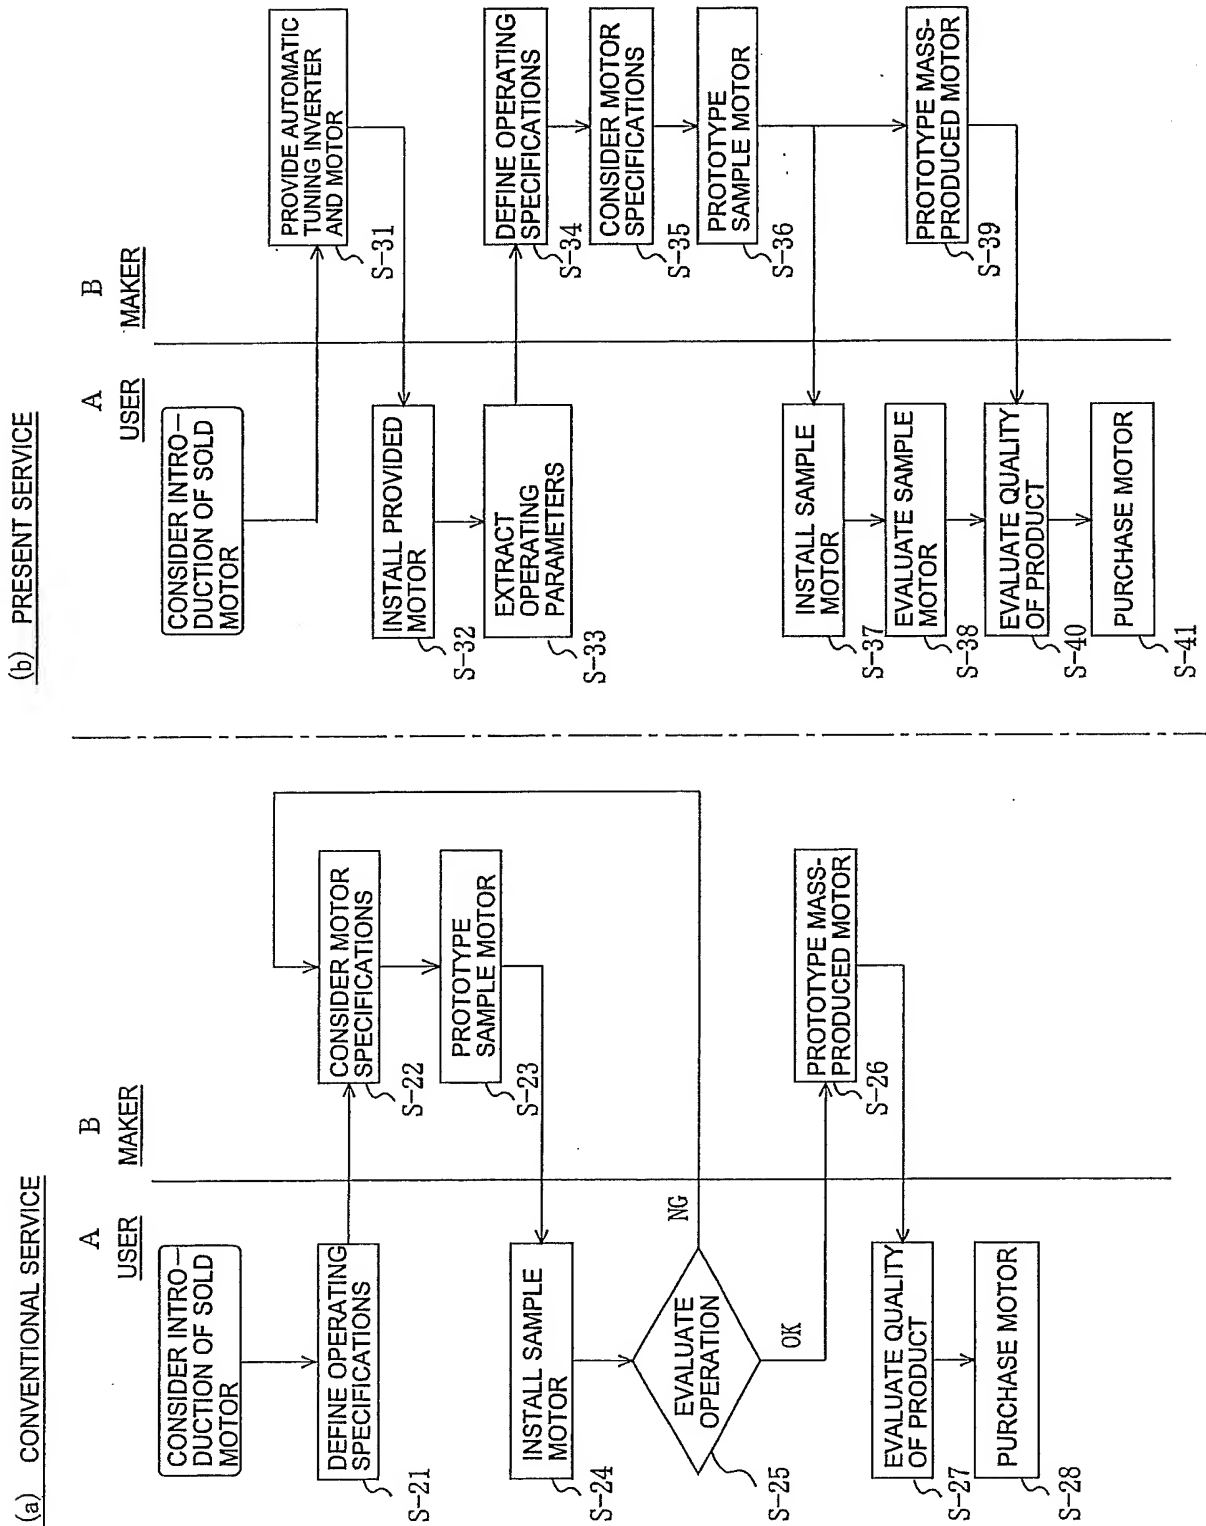 (a) CONVENTIONAL SERVICE
A
USER
B
MAKER
CONSIDER INTRO—
DUCTION OF SOLD
MOTOR
DEFINE OPERATING
SPECIFICATIONS
S-21
CONSIDER MOTOR
SPECIFICATIONS
S-22
PROTOTYPE
SAMPLE MOTOR
S-23
INSTALL SAMPLE
MOTOR
S-24
EVALUATE
OPERATION
S-25
NG
OK
PROTOTYPE MASS-
PRODUCED MOTOR
S-26
EVALUATE QUALITY
OF PRODUCT
S-27
PURCHASE MOTOR
S-28
(b) PRESENT SERVICE
A
USER
B
MAKER
CONSIDER INTRO—
DUCTION OF SOLD
MOTOR
PROVIDE AUTOMATIC
TUNING INVERTER
AND MOTOR
S-31
INSTALL PROVIDED
MOTOR
S-32
EXTRACT
OPERATING
PARAMETERS
S-33
DEFINE OPERATING
SPECIFICATIONS
S-34
CONSIDER MOTOR
SPECIFICATIONS
S-35
PROTOTYPE
SAMPLE MOTOR
S-36
INSTALL SAMPLE
MOTOR
S-37
EVALUATE SAMPLE
MOTOR
S-38
PROTOTYPE MASS-
PRODUCED MOTOR
S-39
EVALUATE QUALITY
OF PRODUCT
S-40
PURCHASE MOTOR
S-41